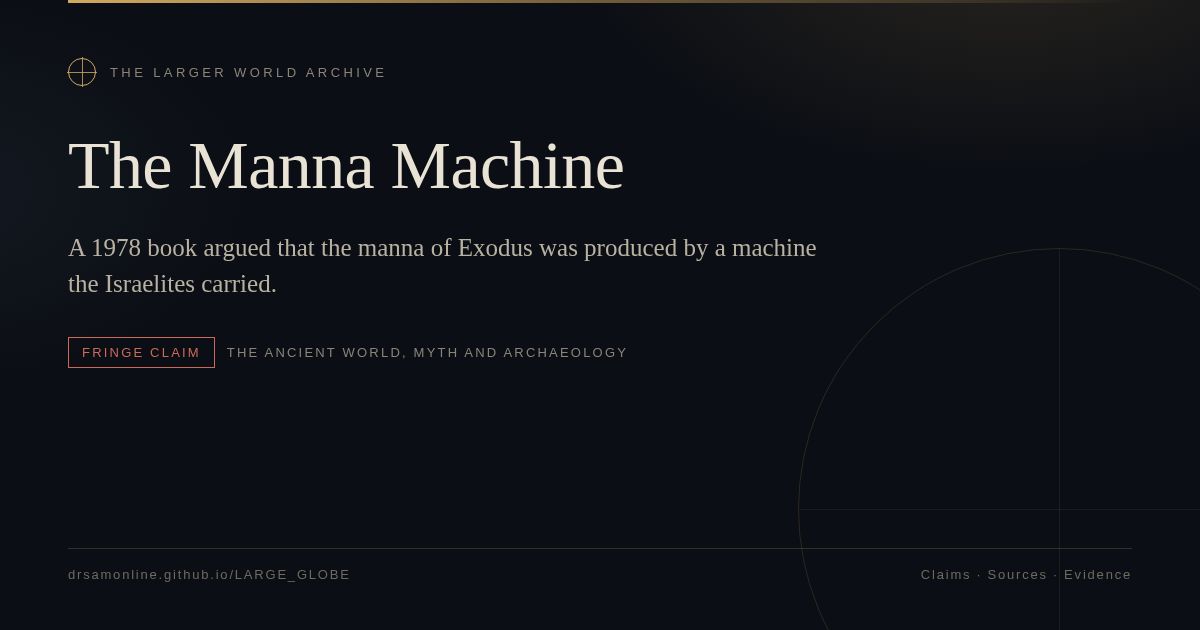 THE LARGER WORLD ARCHIVE
The Manna Machine
A 1978 book argued that the manna of Exodus was produced by a machine
the Israelites carried.
FRINGE CLAIM THE ANCIENT WORLD, MYTH AND ARCHAEOLOGY
drsamonline.github.io/LARGE_GLOBE
Claims · Sources · Evidence